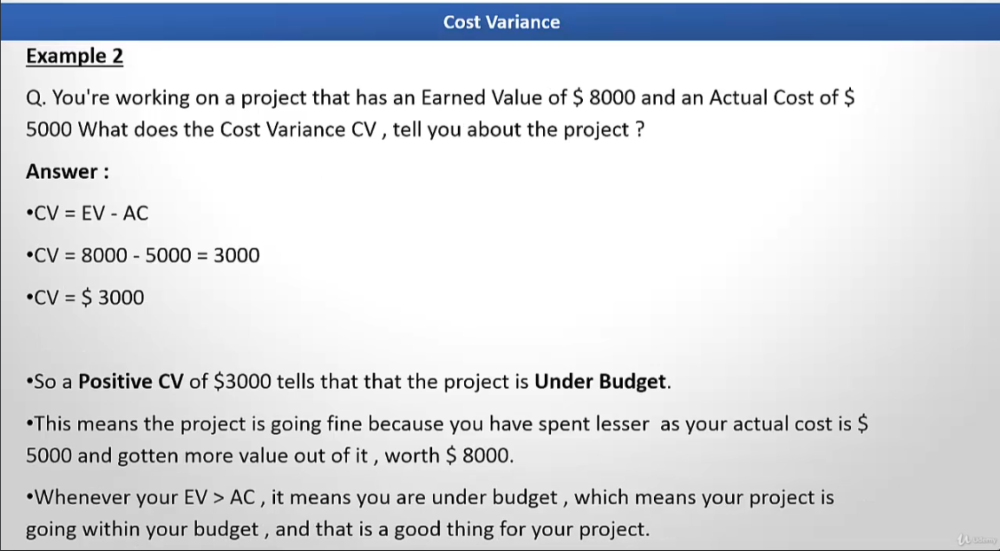 Cost Variance
Example 2
Q. You're working on a project that has an Earned Value of $ 8000 and an Actual Cost of $
5000 What does the Cost Variance CV , tell you about the project ?
Answer :
•CV = EV - AC
•CV = 8000 - 5000 = 3000
•CV = $ 3000
•So a Positive CV of $3000 tells that that the project is Under Budget.
•This means the project is going fine because you have spent lesser  as your actual cost is $
5000 and gotten more value out of it , worth $ 8000.
•Whenever your EV > AC , it means you are under budget , which means your project is
going within your budget , and that is a good thing for your project.
Udemy